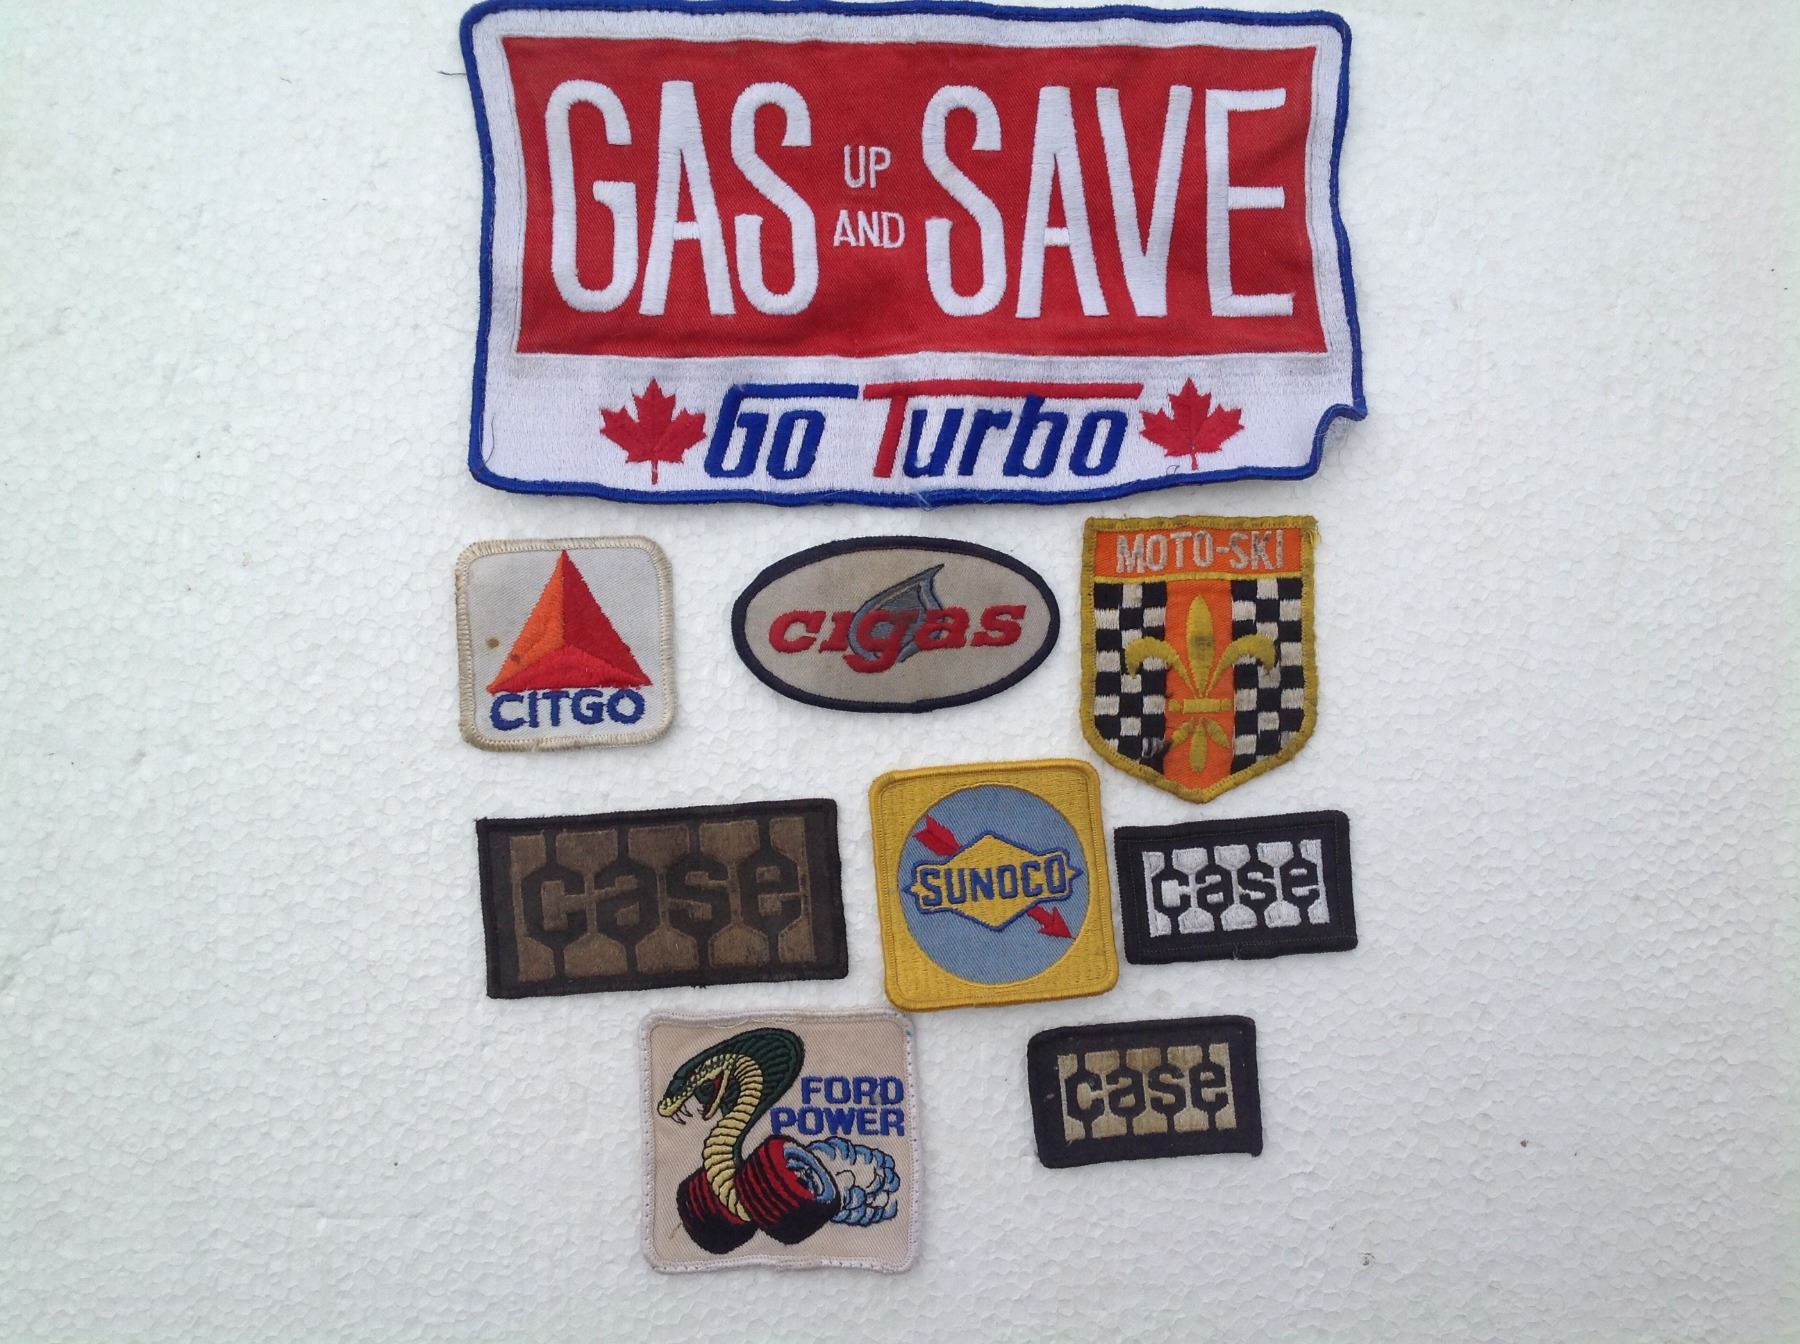 GAS UP AND SAVE
Go Turbo
CITGO
cigas
MOTO-SKI
case
SUNOCO
case
FORD
POWER
case